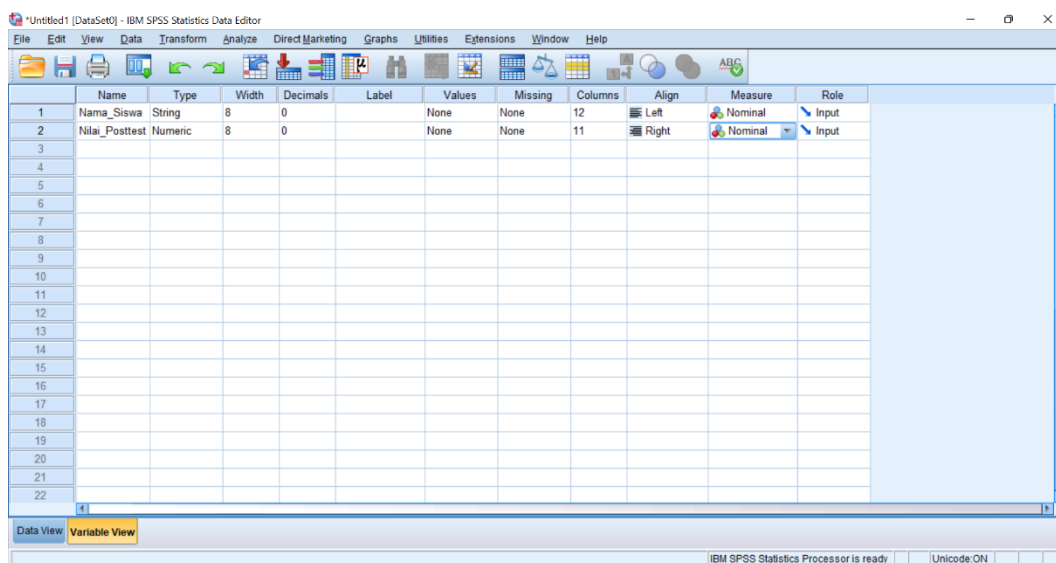 *Untitled1 [DataSet0] - IBM SPSS Statistics Data Editor
File Edit View Data Transform Analyze Direct Marketing Graphs Utilities Extensions Window Help
Name Type Width Decimals Label Values Missing Columns Align Measure Role
1 Nama_Siswa String 8 0 None None 12 Left Nominal Input
2 Nilai_Posttest Numeric 8 0 None None 11 Right Nominal Input
3
4
5
6
7
8
9
10
11
12
13
14
15
16
17
18
19
20
21
22
Data View Variable View
IBM SPSS Statistics Processor is ready Unicode:ON